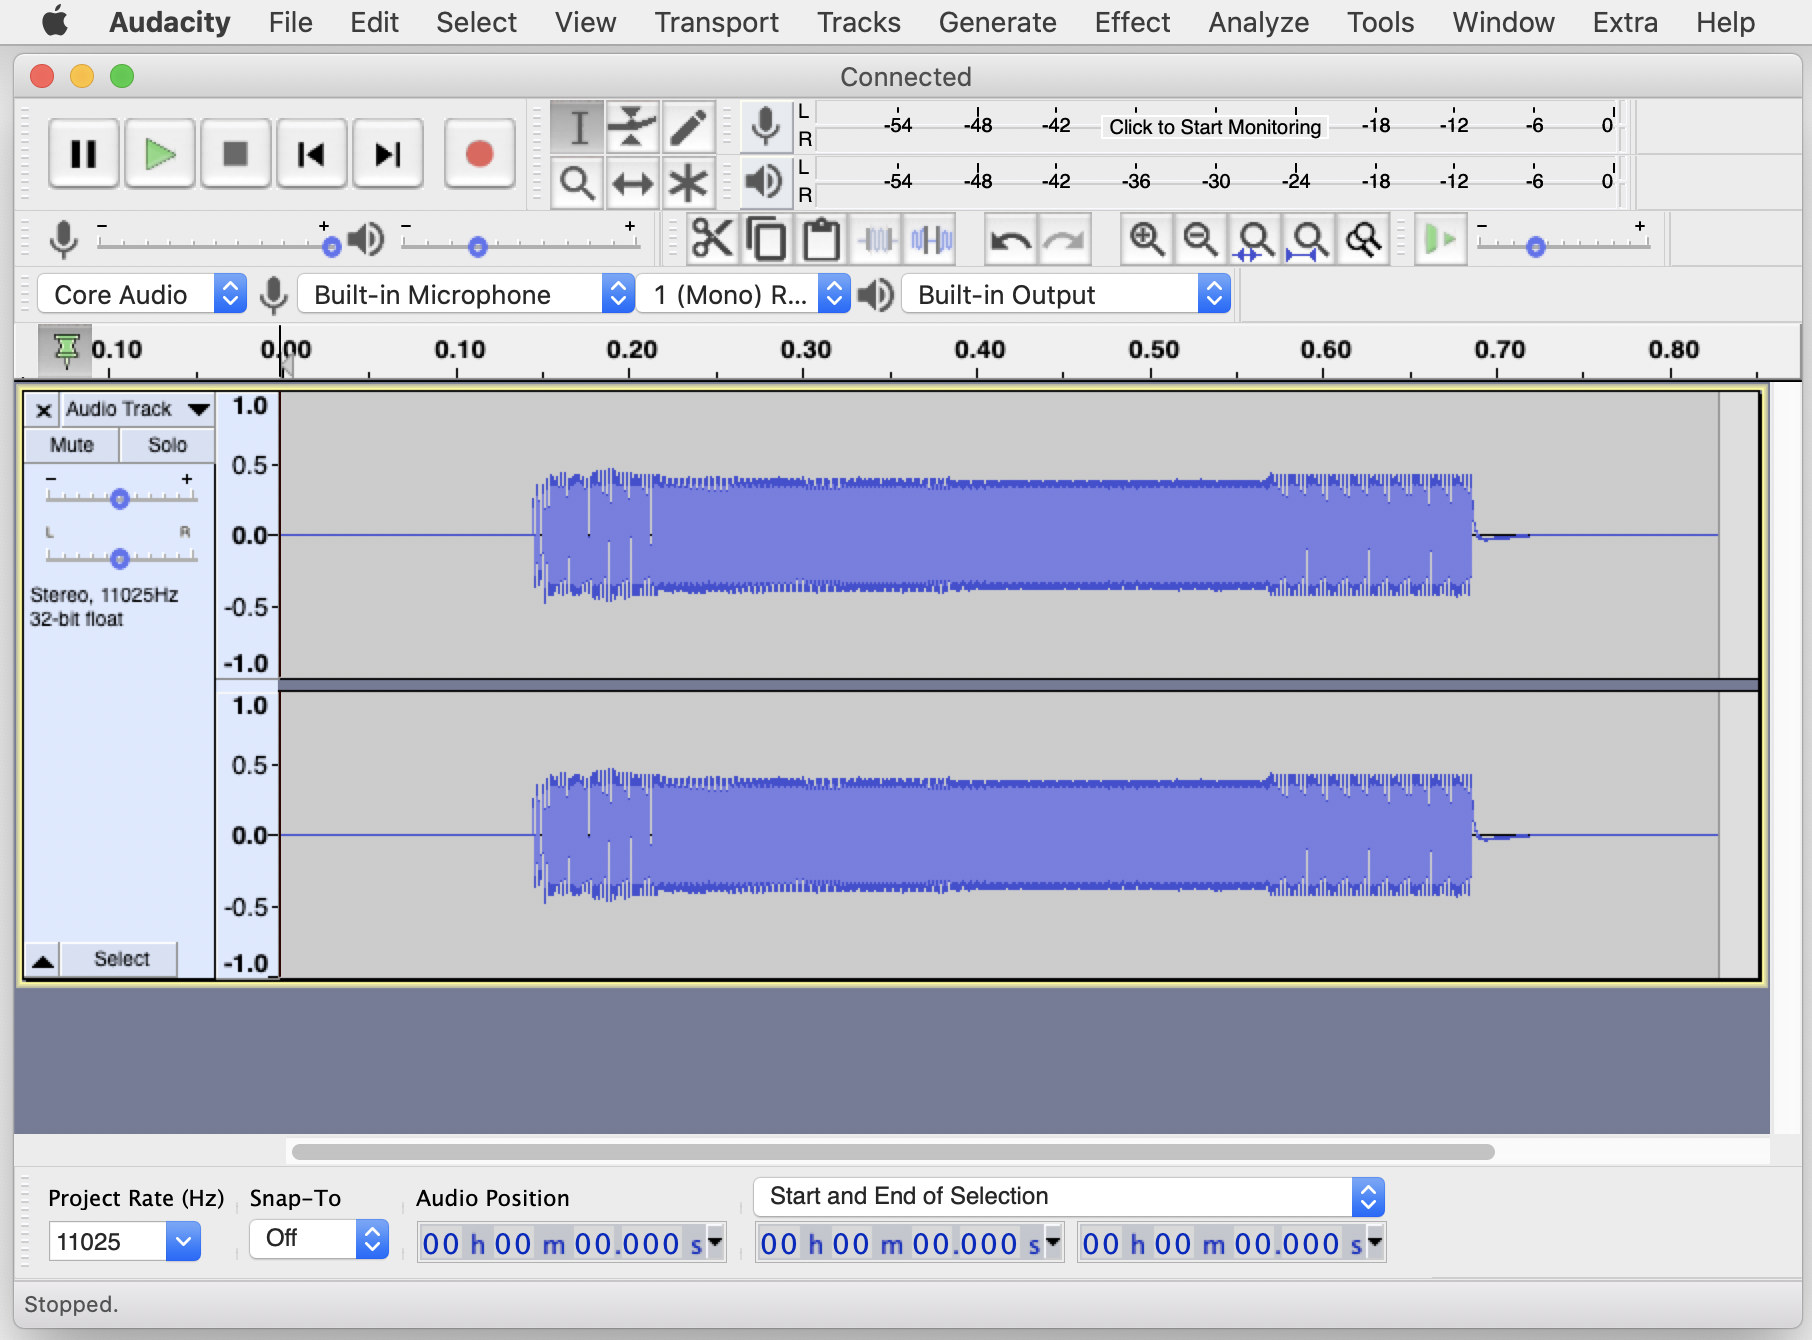 Audacity File Edit Select View Transport Tracks Generate Effect Analyze Tools Window Extra Help
Connected
L
R
-54 -48 -42 Click to Start Monitoring -18 -12 -6 0
L
R
-54 -48 -42 -36 -30 -24 -18 -12 -6 0
- + - + - +
Core Audio Built-in Microphone 1 (Mono) R... Built-in Output
0.10 0.00 0.10 0.20 0.30 0.40 0.50 0.60 0.70 0.80
x Audio Track
Mute Solo
- +
L R
Stereo, 11025Hz
32-bit float
Select
1.0
0.5-
0.0-
-0.5-
-1.0
1.0
0.5-
0.0-
-0.5-
-1.0
Project Rate (Hz) Snap-To Audio Position Start and End of Selection
11025 Off 00 h 00 m 00.000 s 00 h 00 m 00.000 s 00 h 00 m 00.000 s
Stopped.